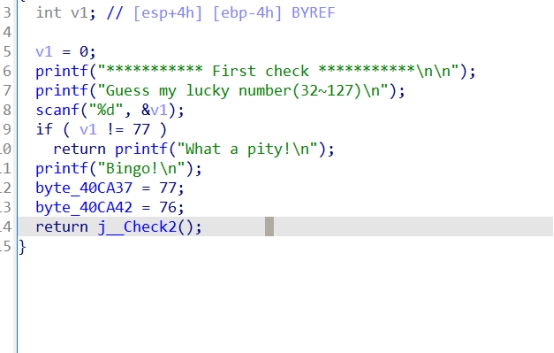 3 int v1; // [esp+4h] [ebp-4h] BYREF
4
5 v1 = 0;
6 printf("*********** First check ***********\n\n");
7 printf("Guess my lucky number(32~127)\n");
8 scanf("%d", &v1);
9 if ( v1 != 77 )
0 return printf("What a pity!\n");
1 printf("Bingo!\n");
2 byte_40CA37 = 77;
3 byte_40CA42 = 76;
4 return j__Check2();
5 }